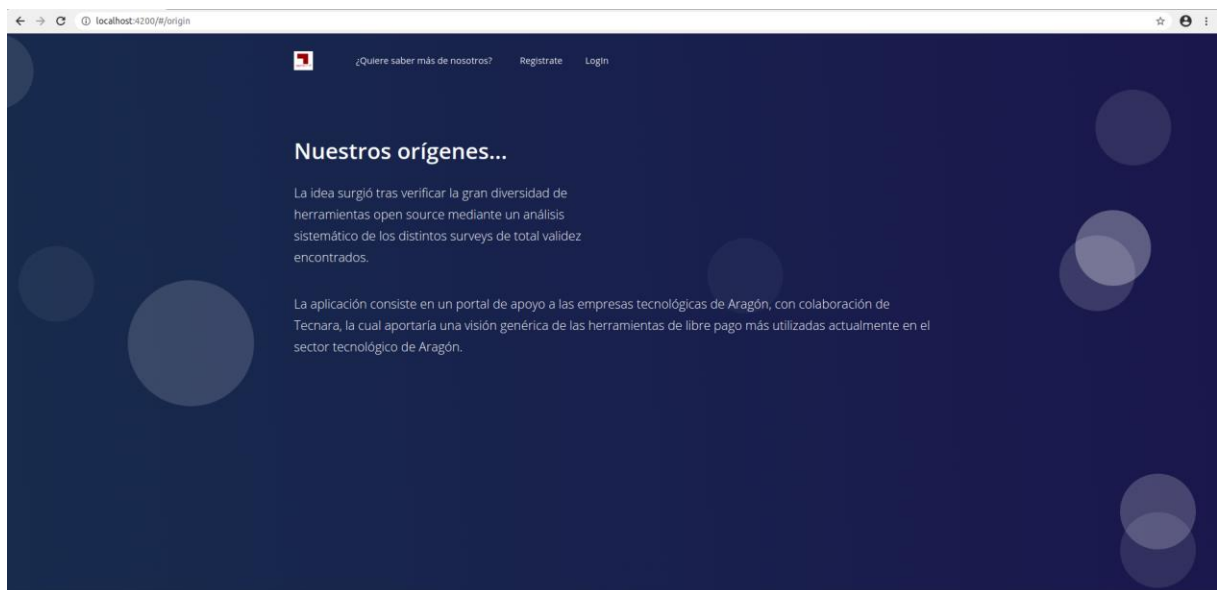 localhost:4200/#/origin
¿Quiere saber más de nosotros? Registrate LogIn
Nuestros orígenes...
La idea surgió tras verificar la gran diversidad de
herramientas open source mediante un análisis
sistemático de los distintos surveys de total validez
encontrados.
La aplicación consiste en un portal de apoyo a las empresas tecnológicas de Aragón, con colaboración de
Tecnara, la cual aportaría una visión genérica de las herramientas de libre pago más utilizadas actualmente en el
sector tecnológico de Aragón.